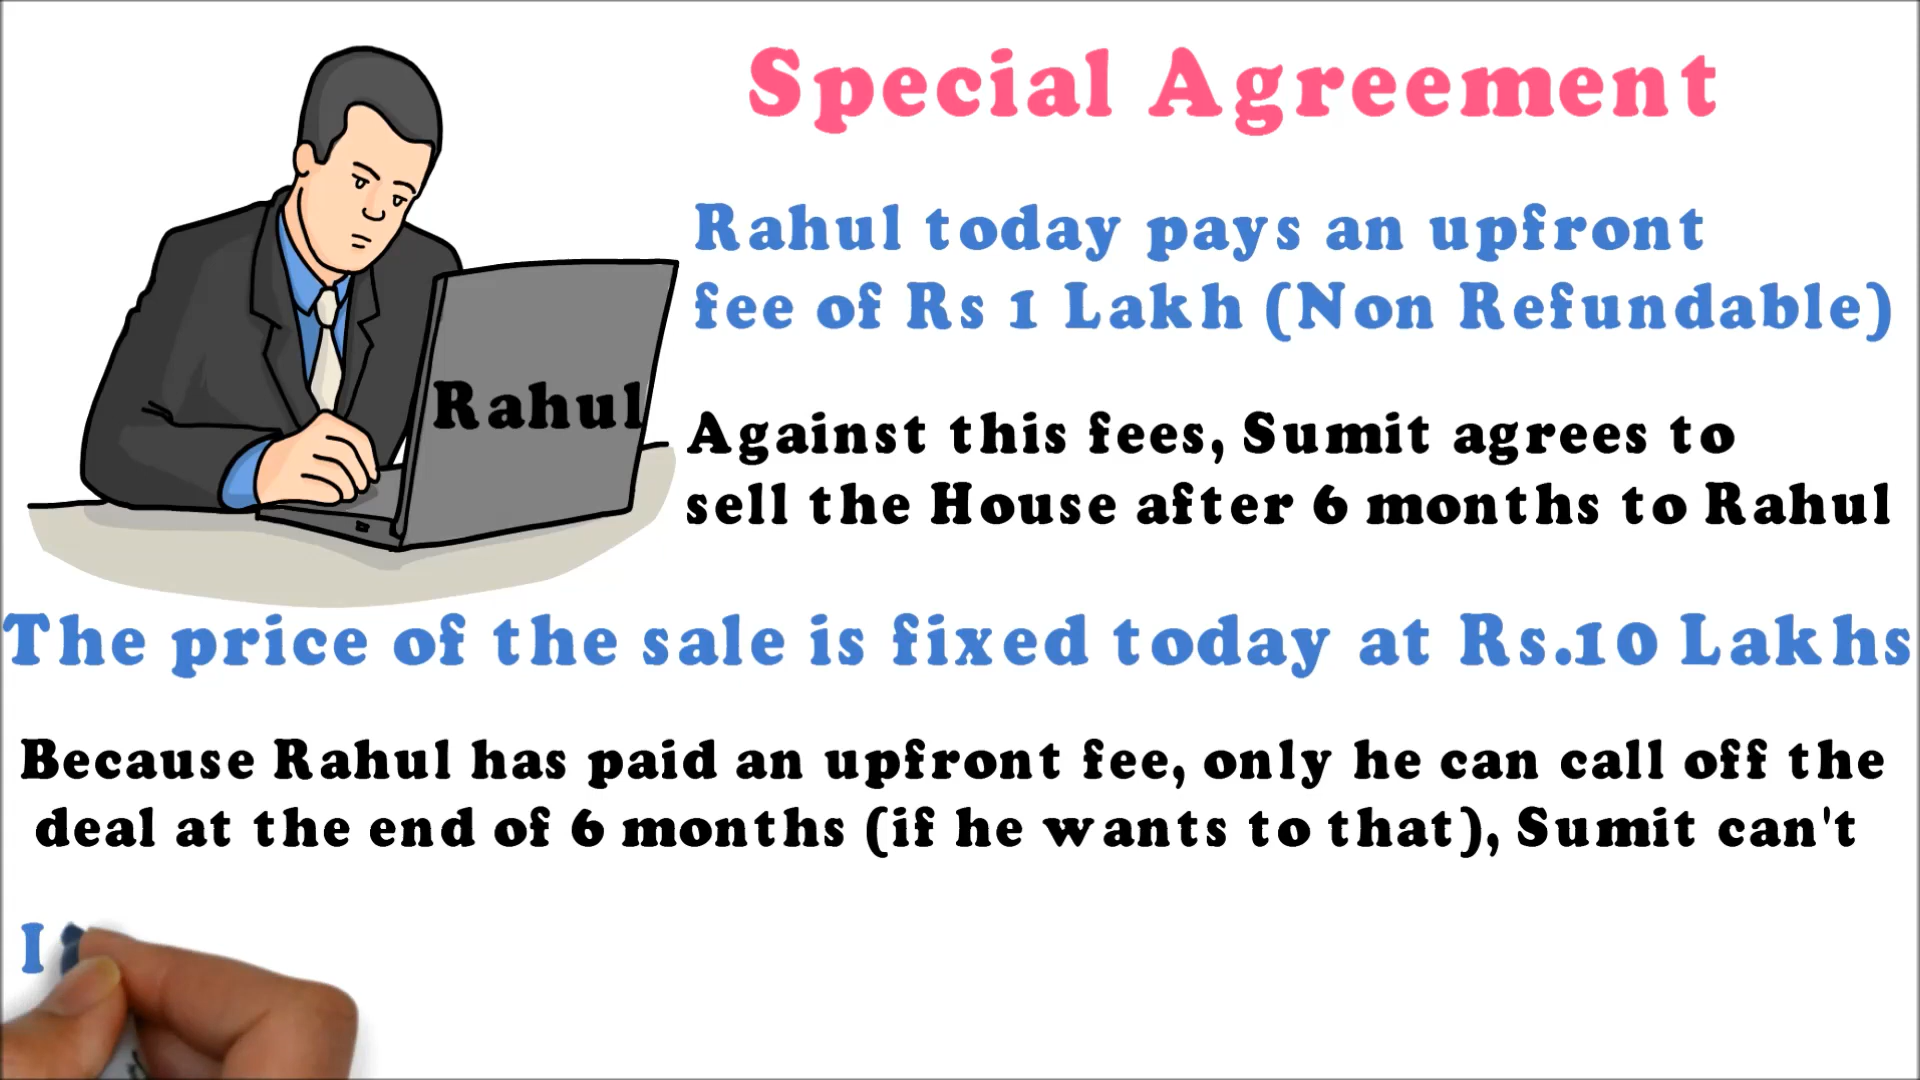 Special Agreement
Rahul today pays an upfront
fee of Rs 1 Lakh (Non Refundable)
Rahul
Against this fees, Sumit agrees to
sell the House after 6 months to Rahul
The price of the sale is fixed today at Rs.10 Lakhs
Because Rahul has paid an upfront fee, only he can call off the
deal at the end of 6 months (if he wants to that), Sumit can't
I